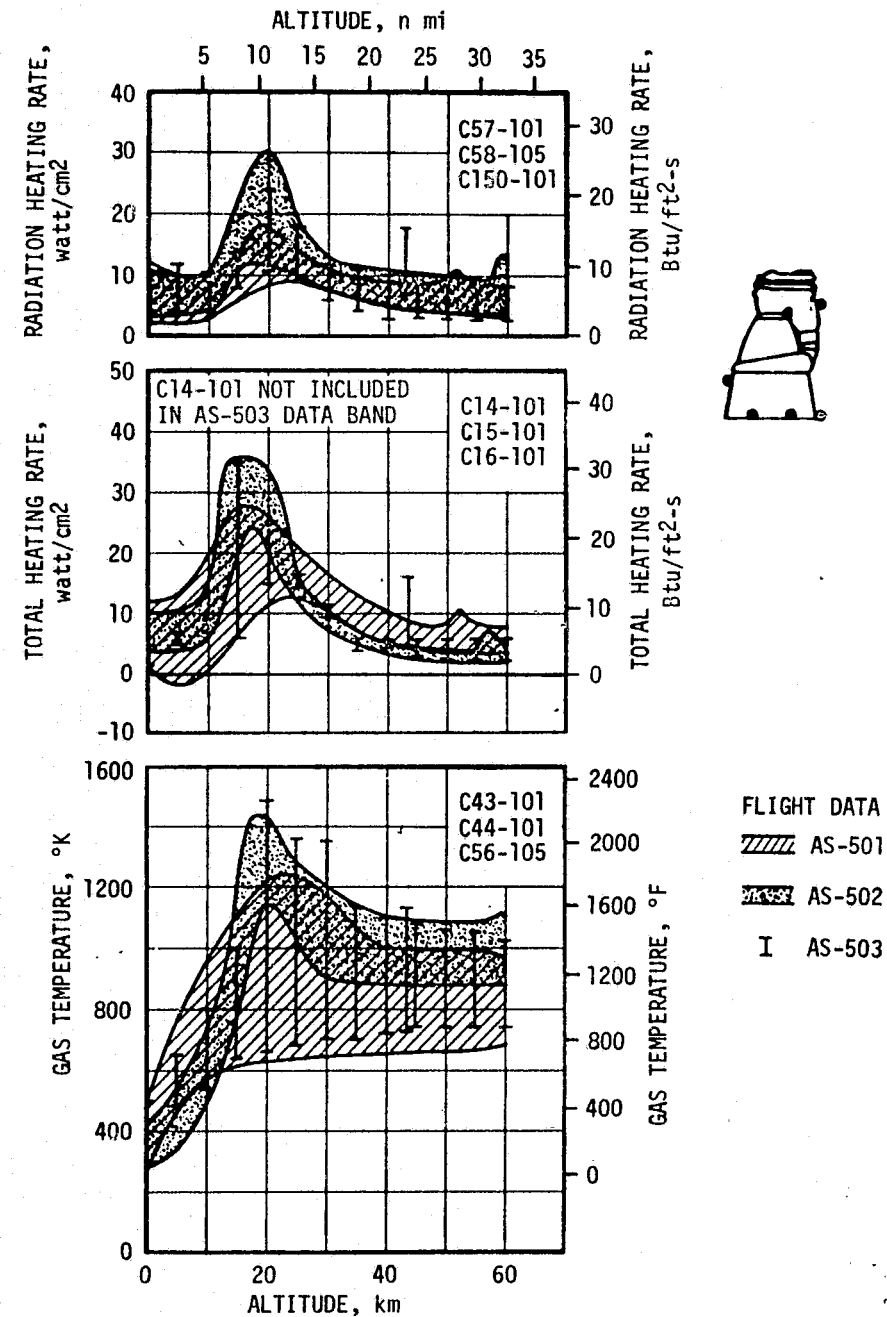 ALTITUDE, n mi
5 10 15 20 25 30 35
RADIATION HEATING RATE,
watt/cm2
40
30
20
10
0
C57-101
C58-105
C150-101
30
20
10
0
RADIATION HEATING RATE,
Btu/ft2-s
TOTAL HEATING RATE,
watt/cm2
50
40
30
20
10
0
-10
C14-101 NOT INCLUDED
IN AS-503 DATA BAND
C14-101
C15-101
C16-101
40
30
20
10
0
TOTAL HEATING RATE,
Btu/ft2-s
GAS TEMPERATURE, °K
1600
1200
800
400
0
C43-101
C44-101
C56-105
2400
2000
1600
1200
800
400
0
GAS TEMPERATURE, °F
0 20 40 60
ALTITUDE, km
FLIGHT DATA
AS-501
AS-502
I AS-503